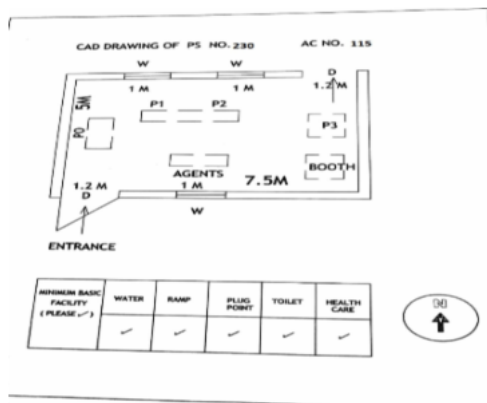 CAD DRAWING OF PS NO. 230 AC NO. 115
W W D
1 M 1 M 1.2 M
5M P1 P2
PO P3
AGENTS BOOTH
1.2 M 1 M 7.5M
D
W
ENTRANCE
MINIMUM BASIC FACILITY ( PLEASE ✓ ) WATER RAMP PLUG POINT TOILET HEALTH CARE
✓ ✓ ✓ ✓ ✓
N